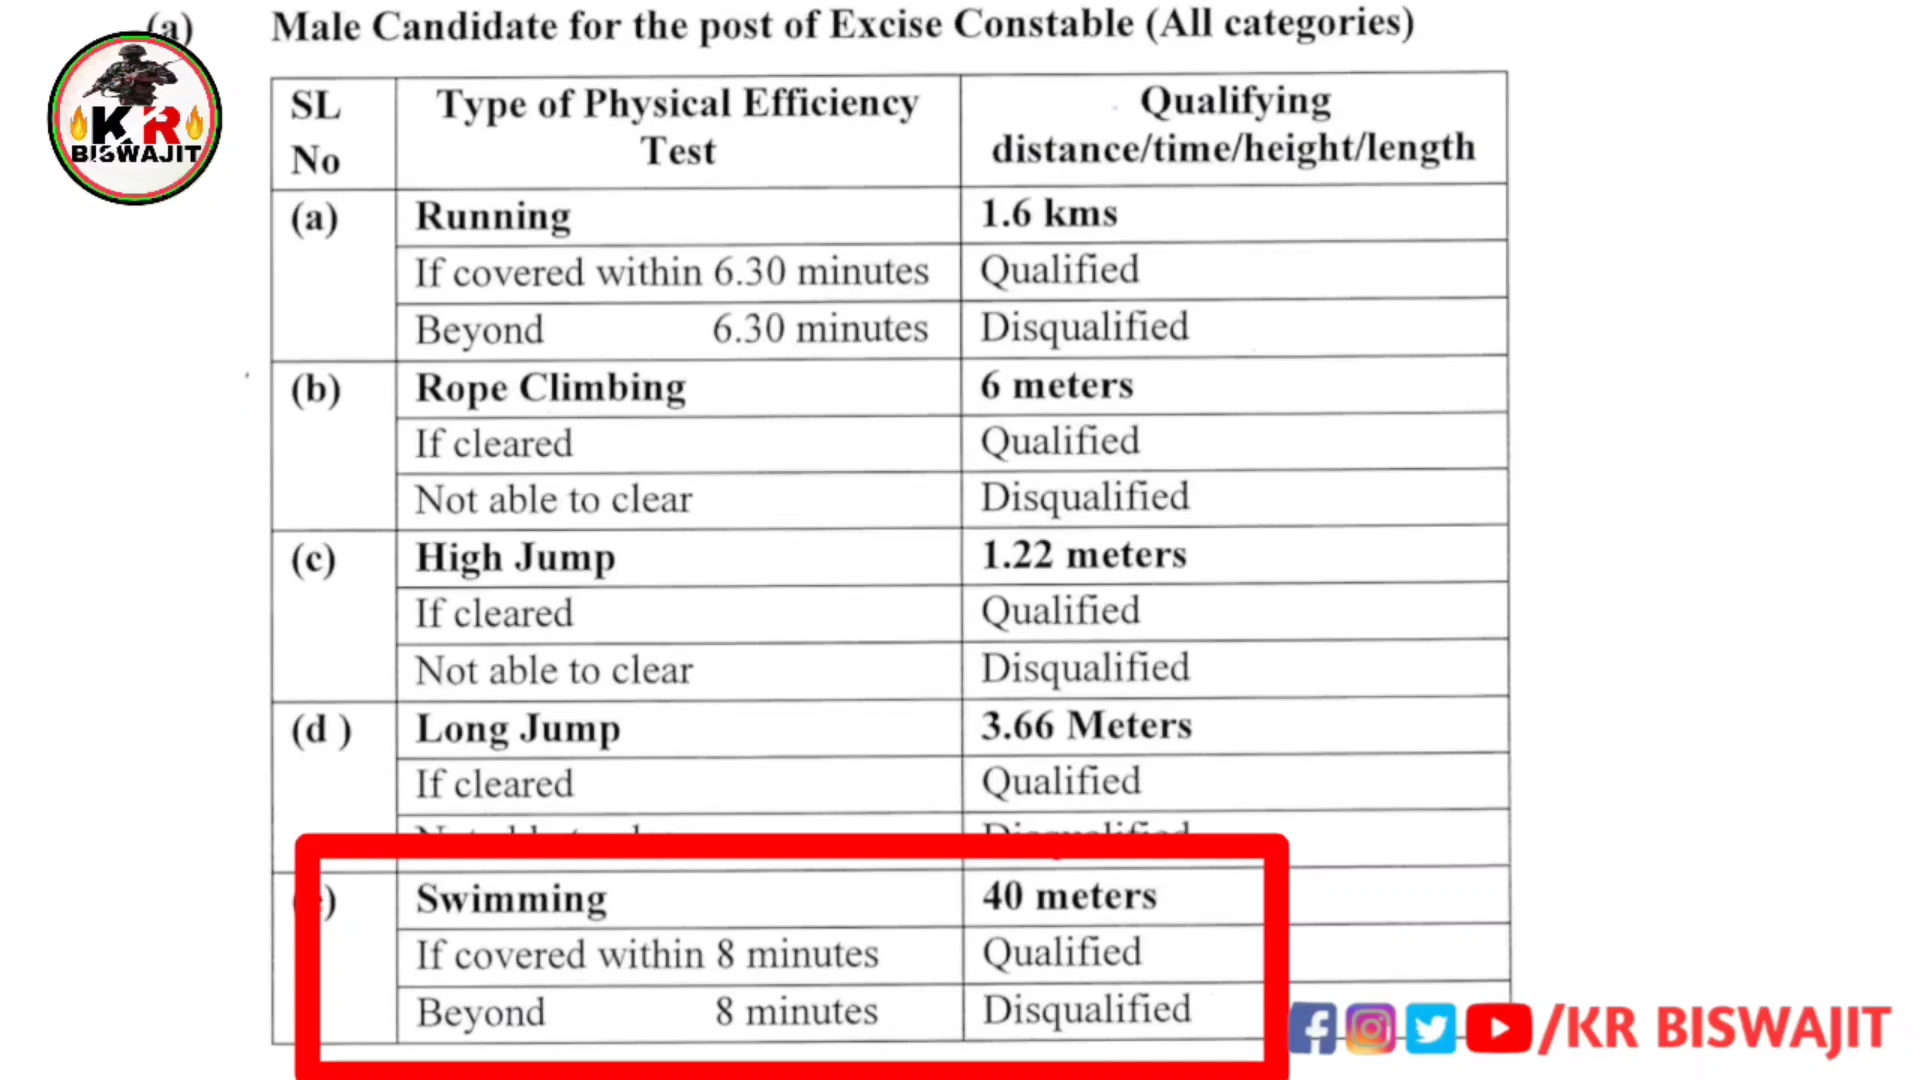 (a) Male Candidate for the post of Excise Constable (All categories)
KR
BISWAJIT
SL No Type of Physical Efficiency Test Qualifying distance/time/height/length
(a) Running 1.6 kms
If covered within 6.30 minutes Qualified
Beyond 6.30 minutes Disqualified
(b) Rope Climbing 6 meters
If cleared Qualified
Not able to clear Disqualified
(c) High Jump 1.22 meters
If cleared Qualified
Not able to clear Disqualified
(d ) Long Jump 3.66 Meters
If cleared Qualified
Disqualified
Swimming 40 meters
If covered within 8 minutes Qualified
Beyond 8 minutes Disqualified
/KR BISWAJIT